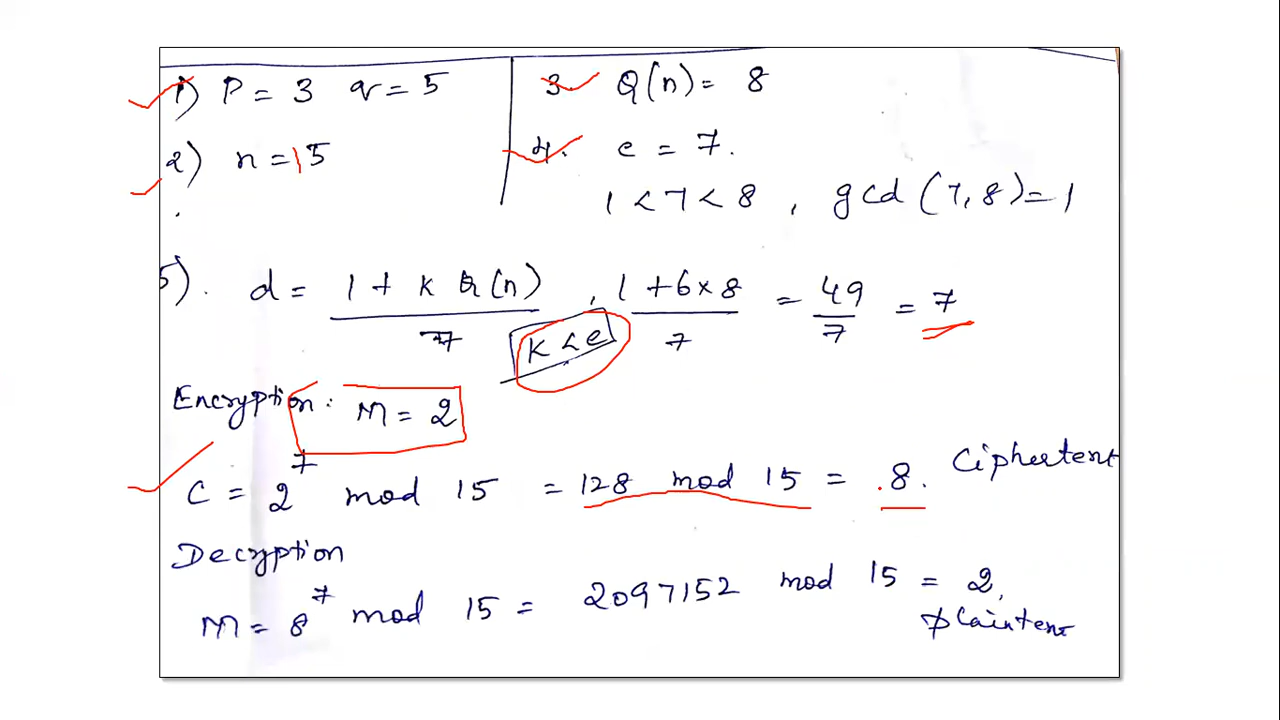 1) P = 3 q = 5
2) n = 15
3. Q(n) = 8
4. e = 7.
1 < 7 < 8 , gcd (7, 8) = 1
5). d = 1 + k Q(n) / 7 , 1 + 6 × 8 / 7 = 49 / 7 = 7
K < e
Encryption: M = 2
C = 2^7 mod 15 = 128 mod 15 = 8. Ciphertent
Decryption
M = 8^7 mod 15 = 2097152 mod 15 = 2,
plaintent